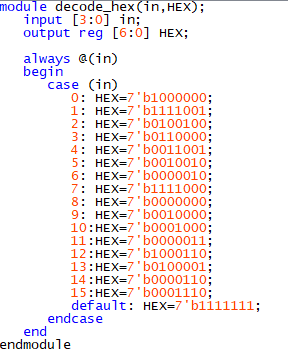 module decode_hex(in,HEX);
   input [3:0] in;
   output reg [6:0] HEX;

   always @(in)
   begin
      case (in)
         0: HEX=7'b1000000;
         1: HEX=7'b1111001;
         2: HEX=7'b0100100;
         3: HEX=7'b0110000;
         4: HEX=7'b0011001;
         5: HEX=7'b0010010;
         6: HEX=7'b0000010;
         7: HEX=7'b1111000;
         8: HEX=7'b0000000;
         9: HEX=7'b0010000;
         10:HEX=7'b0001000;
         11:HEX=7'b0000011;
         12:HEX=7'b1000110;
         13:HEX=7'b0100001;
         14:HEX=7'b0000110;
         15:HEX=7'b0001110;
         default: HEX=7'b1111111;
      endcase
   end
endmodule